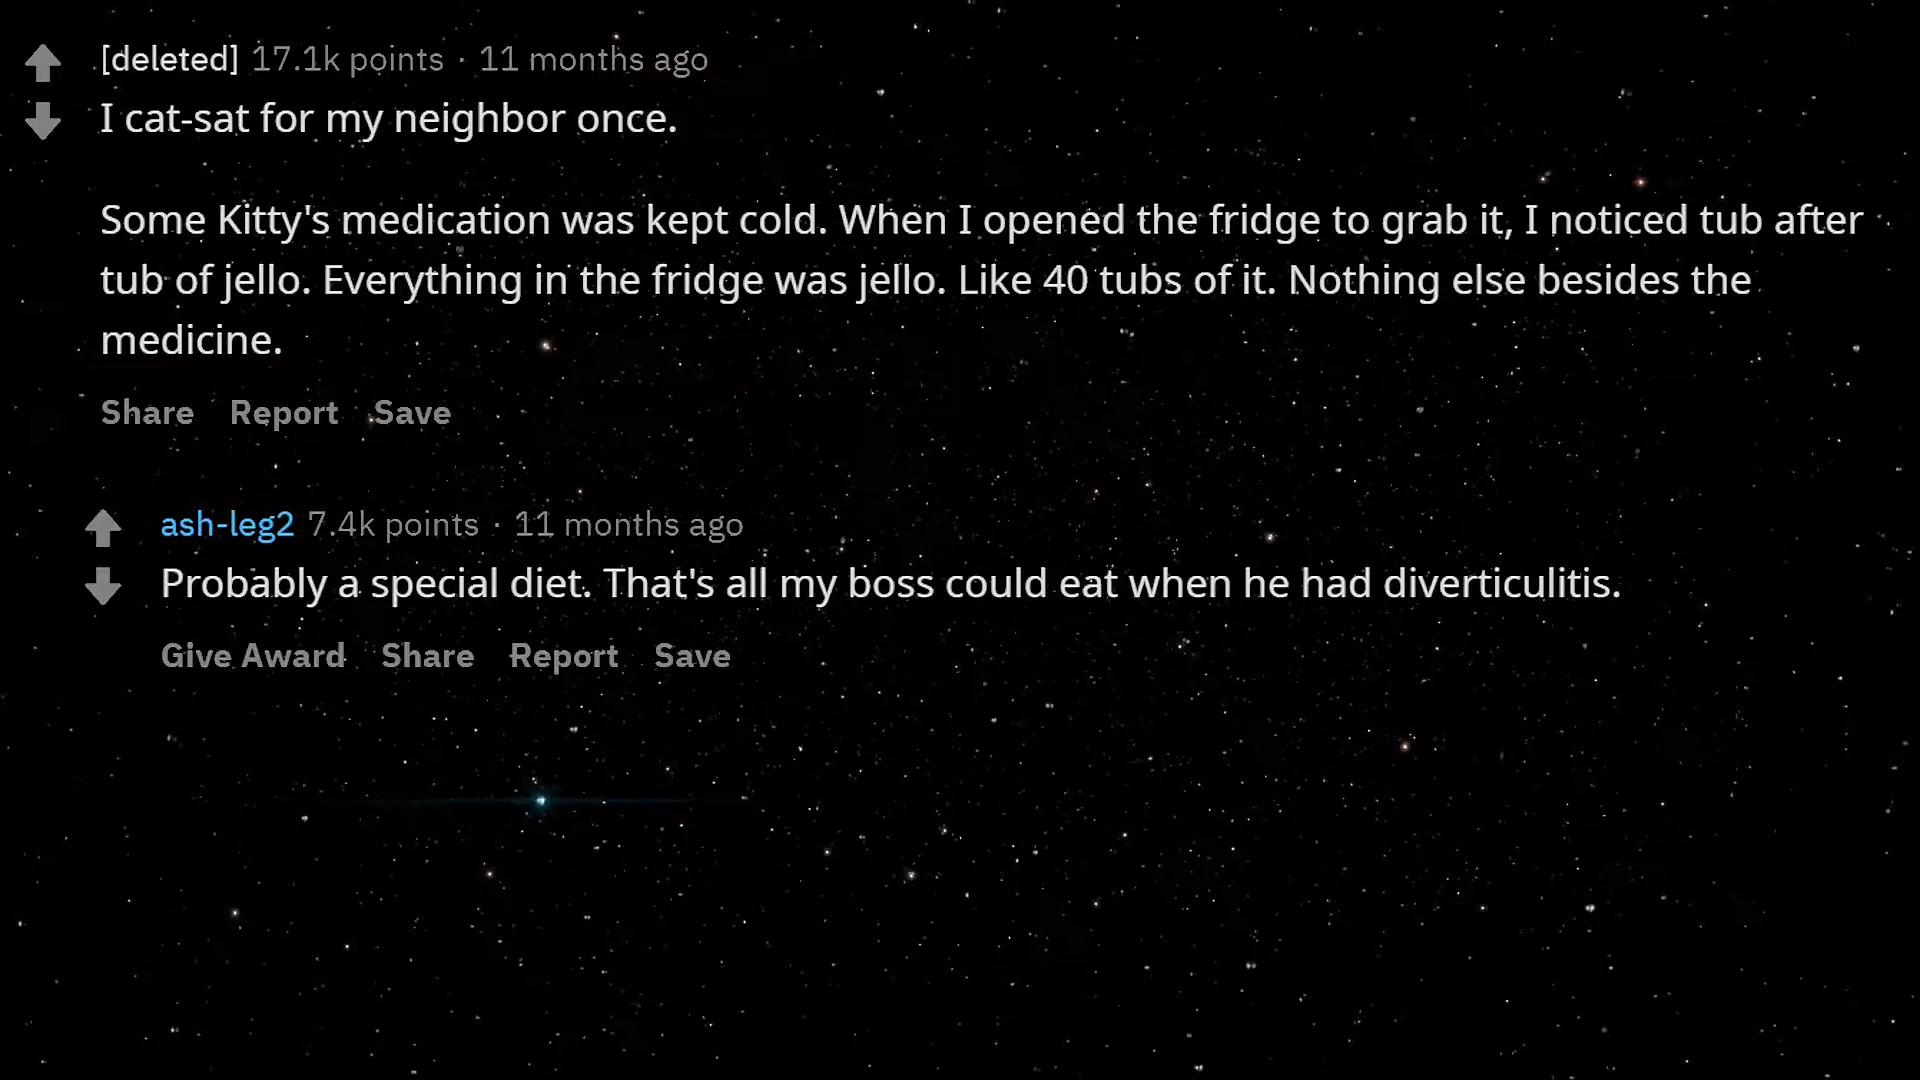 [deleted] 17.1k points · 11 months ago
I cat-sat for my neighbor once.
Some Kitty's medication was kept cold. When I opened the fridge to grab it, I noticed tub after
tub of jello. Everything in the fridge was jello. Like 40 tubs of it. Nothing else besides the
medicine.
Share Report Save
ash-leg2 7.4k points · 11 months ago
Probably a special diet. That's all my boss could eat when he had diverticulitis.
Give Award Share Report Save